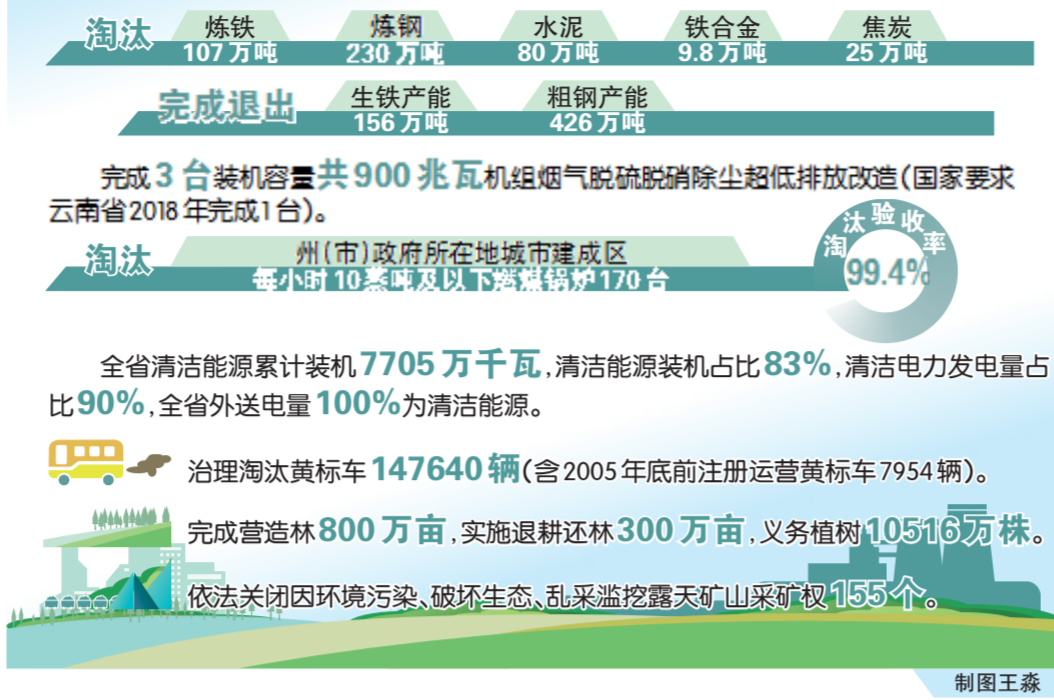 淘汰 炼铁 炼钢 水泥 铁合金 焦炭
107万吨 230万吨 80万吨 9.8万吨 25万吨
完成退出 生铁产能 粗钢产能
156万吨 426万吨
完成3台装机容量共900兆瓦机组烟气脱硫脱硝除尘超低排放改造(国家要求
云南省2018年完成1台)。
淘汰 州(市)政府所在地城市建成区
每小时10蒸吨及以下燃煤锅炉170台
淘汰验收率
99.4%
全省清洁能源累计装机7705万千瓦,清洁能源装机占比83%,清洁电力发电量占
比90%,全省外送电量100%为清洁能源。
治理淘汰黄标车147640辆(含2005年底前注册运营黄标车7954辆)。
完成营造林800万亩,实施退耕还林300万亩,义务植树10516万株。
依法关闭因环境污染、破坏生态、乱采滥挖露天矿山采矿权155个。
制图王淼